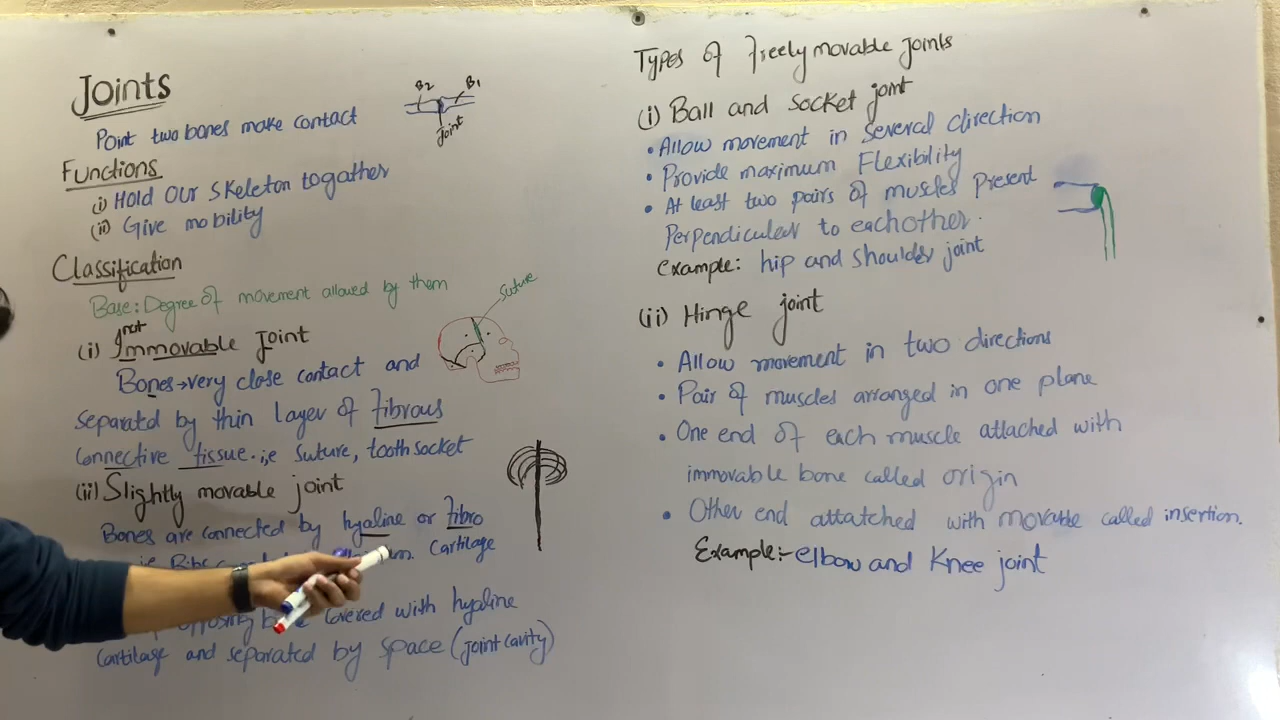 Joints
Point two bones make contact
B2 B1
Joint
Functions
(i) Hold Our Skeleton togather
(ii) Give mobility
Classification
Base: Degree of movement allowed by them
Suture
not
(i) Immovable Joint
Bones → very close contact and
separated by thin layer of Fibrous
connective tissue. i,e Suture, tooth socket
(ii) Slightly movable joint
Bones are connected by hyaline or Fibro
i,e Ribs Cartilage
opposing covered with hyaline
cartilage and separated by space (joint cavity)
Types of Freely movable joints
(i) Ball and socket joint
• Allow movement in several direction
• Provide maximum Flexibility
• At least two pairs of muscles Present
Perpendicular to eachother.
Example: hip and shoulder joint
(ii) Hinge joint
• Allow movement in two directions
• Pair of muscles arranged in one plane
• One end of each muscle attached with
immovable bone called origin
• Other end attatched with movable called insertion.
Example:- elbow and Knee joint